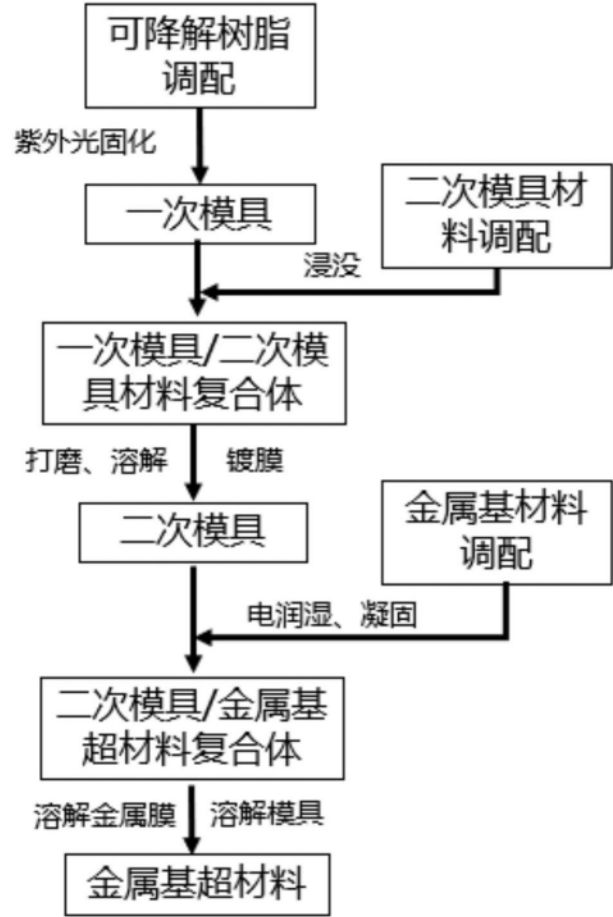 可降解树脂
调配
紫外光固化
一次模具
二次模具材
料调配
浸没
一次模具/二次模
具材料复合体
打磨、溶解
镀膜
二次模具
金属基材料
调配
电润湿、凝固
二次模具/金属基
超材料复合体
溶解金属膜
溶解模具
金属基超材料